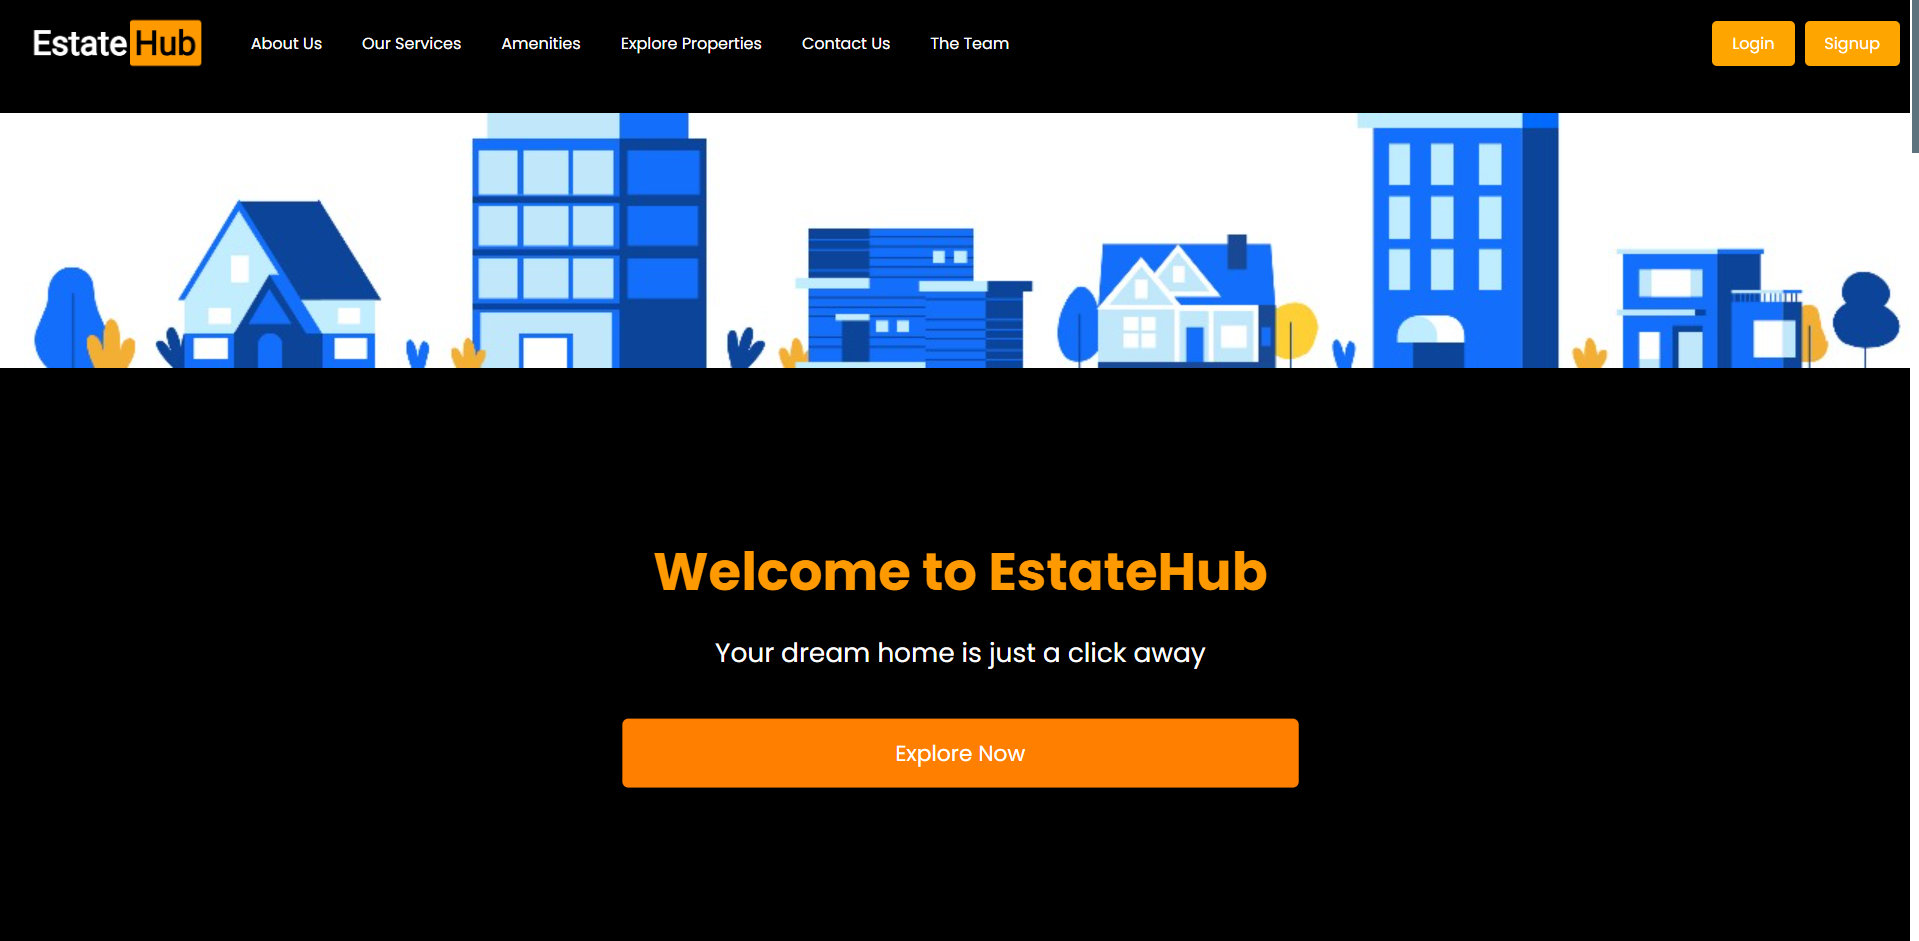 EstateHub About Us Our Services Amenities Explore Properties Contact Us The Team Login Signup
Welcome to EstateHub
Your dream home is just a click away
Explore Now